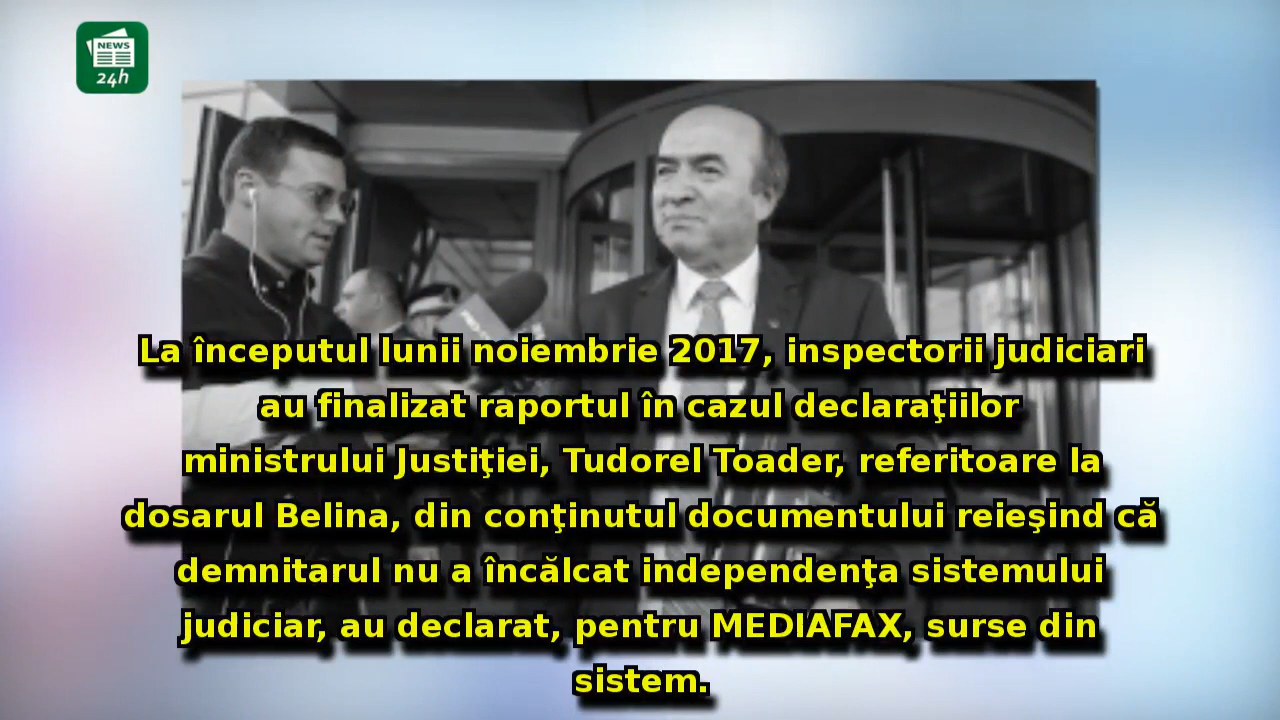 NEWS
24h
La începutul lunii noiembrie 2017, inspectorii judiciari
au finalizat raportul în cazul declaraţiilor
ministrului Justiţiei, Tudorel Toader, referitoare la
dosarul Belina, din conţinutul documentului reieşind că
demnitarul nu a încălcat independenţa sistemului
judiciar, au declarat, pentru MEDIAFAX, surse din
sistem.